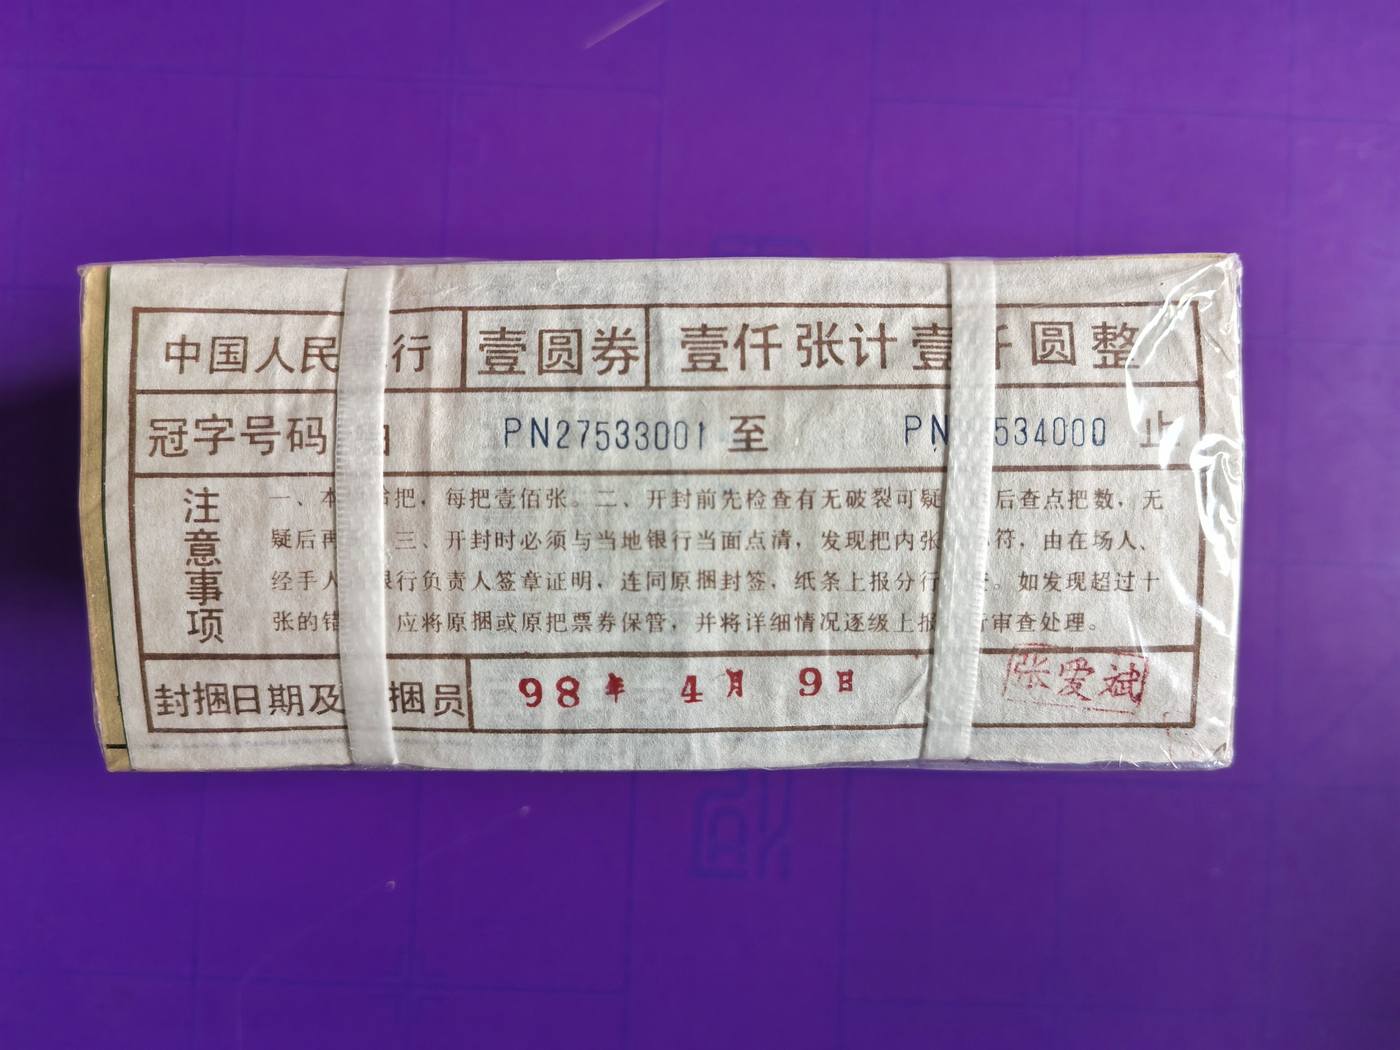 中国人民 行 壹圆券 壹仟张计壹仟圆整
冠字号码 自 PN27533001 至 PN 534000 止
注意事项
一、本 拾把，每把壹佰张。二、开封前先检查有无破裂可疑 后查点把数，无
疑后再 三、开封时必须与当地银行当面点清，发现把内张 符，由在场人、
经手人 银行负责人签章证明，连同原捆封签，纸条上报分行 。如发现超过十
张的错 应将原捆或原把票券保管，并将详细情况逐级上报 行审查处理。
封捆日期及 捆员 98年 4月 9日 张爱斌